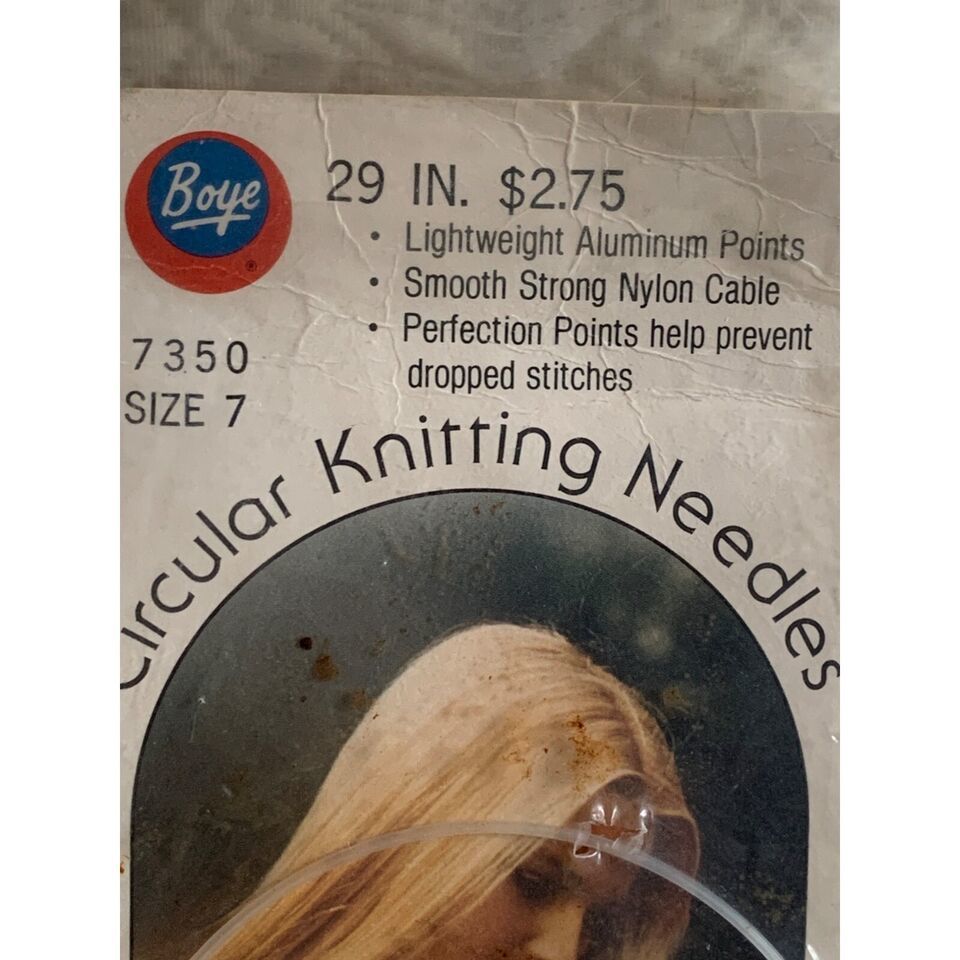 Boye
®
29 IN. $2.75
• Lightweight Aluminum Points
• Smooth Strong Nylon Cable
• Perfection Points help prevent
dropped stitches
7350
SIZE 7
Circular Knitting Needles